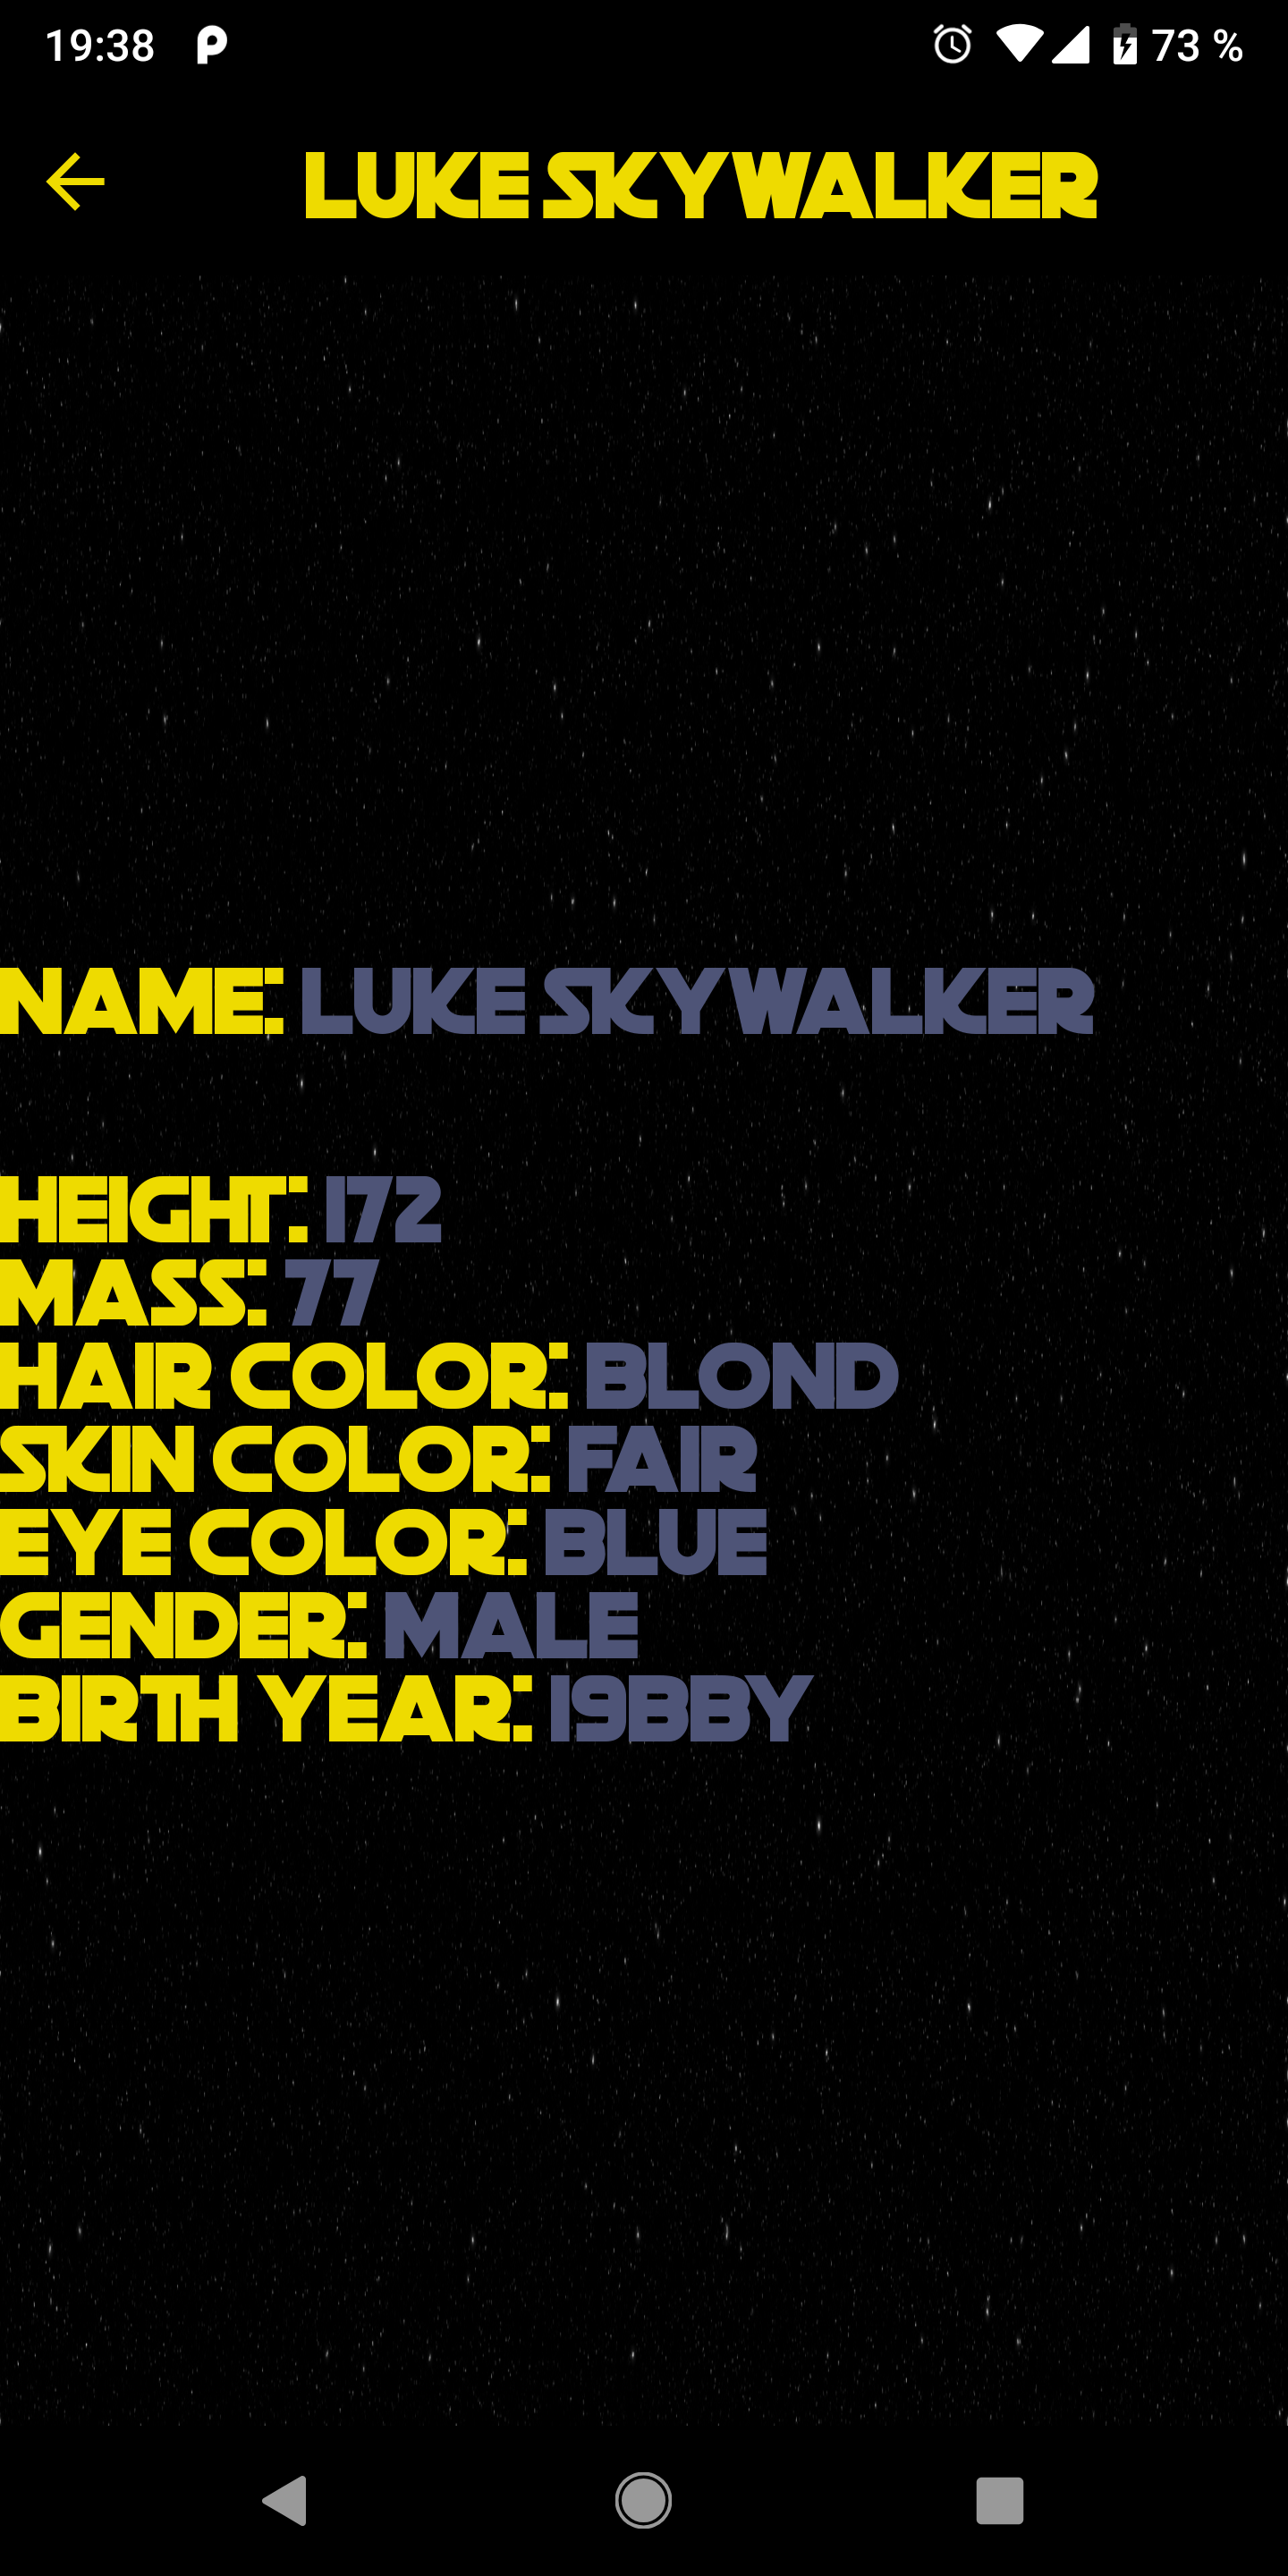 19:38 73 %
LUKE SKYWALKER
NAME: LUKE SKYWALKER
HEIGHT: 172
MASS: 77
HAIR COLOR: BLOND
SKIN COLOR: FAIR
EYE COLOR: BLUE
GENDER: MALE
BIRTH YEAR: 19BBY